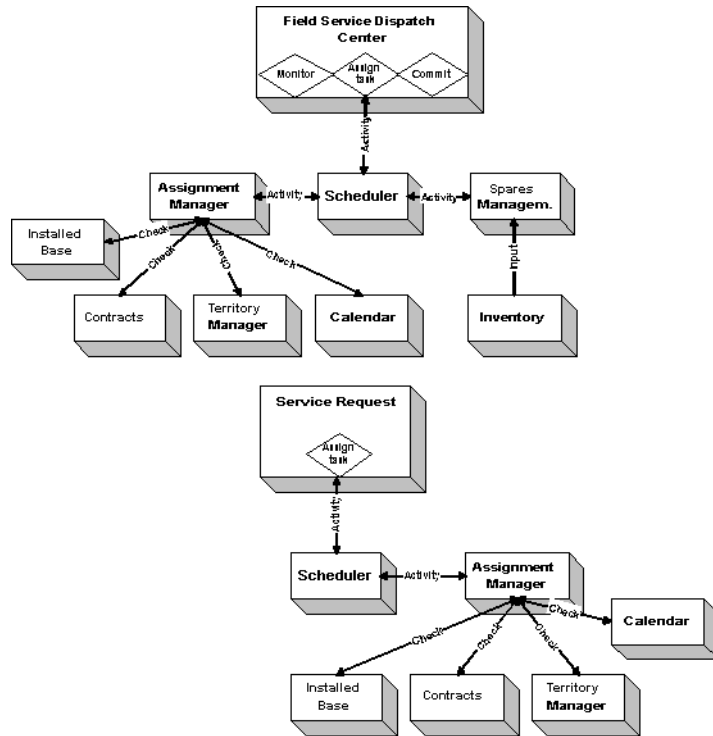 Field Service Dispatch
Center
Monitor
Assign
task
Commit
Activity
Assignment
Manager
Activity
Scheduler
Activity
Spares
Managem.
Installed
Base
Check
Check
Check
Check
Input
Contracts
Territory
Manager
Calendar
Inventory
Service Request
Assign
task
Activity
Scheduler
Activity
Assignment
Manager
Calendar
Check
Check
Check
Check
Installed
Base
Contracts
Territory
Manager